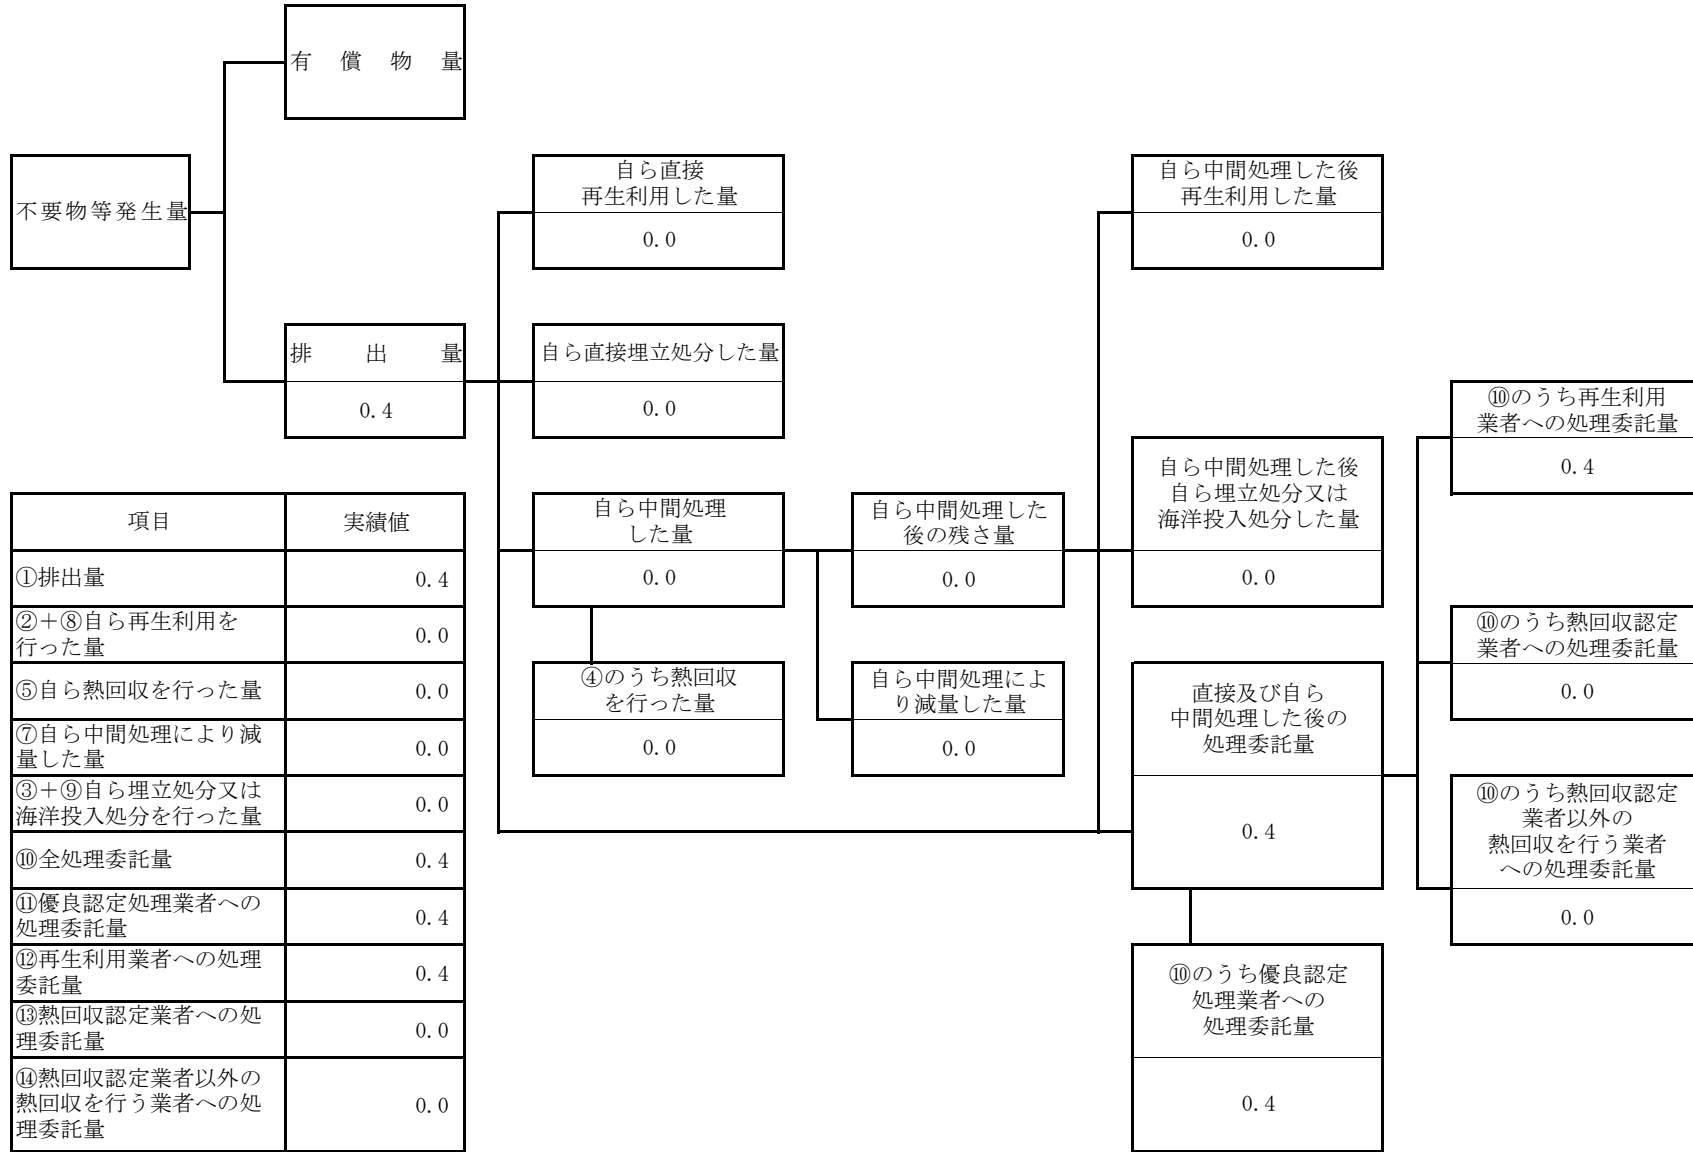 有償物量
不要物等発生量
自ら直接
再生利用した量
0.0
自ら中間処理した後
再生利用した量
0.0
排出量
0.4
自ら直接埋立処分した量
0.0
⑩のうち再生利用
業者への処理委託量
0.4
自ら中間処理
した量
0.0
自ら中間処理した
後の残さ量
0.0
自ら中間処理した後
自ら埋立処分又は
海洋投入処分した量
0.0
⑩のうち熱回収認定
業者への処理委託量
0.0
④のうち熱回収
を行った量
0.0
自ら中間処理によ
り減量した量
0.0
直接及び自ら
中間処理した後の
処理委託量
0.4
⑩のうち熱回収認定
業者以外の
熱回収を行う業者
への処理委託量
0.0
⑩のうち優良認定
処理業者への
処理委託量
0.4
項目 実績値
①排出量 0.4
②＋⑧自ら再生利用を
行った量 0.0
⑤自ら熱回収を行った量 0.0
⑦自ら中間処理により減
量した量 0.0
③＋⑨自ら埋立処分又は
海洋投入処分を行った量 0.0
⑩全処理委託量 0.4
⑪優良認定処理業者への
処理委託量 0.4
⑫再生利用業者への処理
委託量 0.4
⑬熱回収認定業者への処
理委託量 0.0
⑭熱回収認定業者以外の
熱回収を行う業者への処
理委託量 0.0